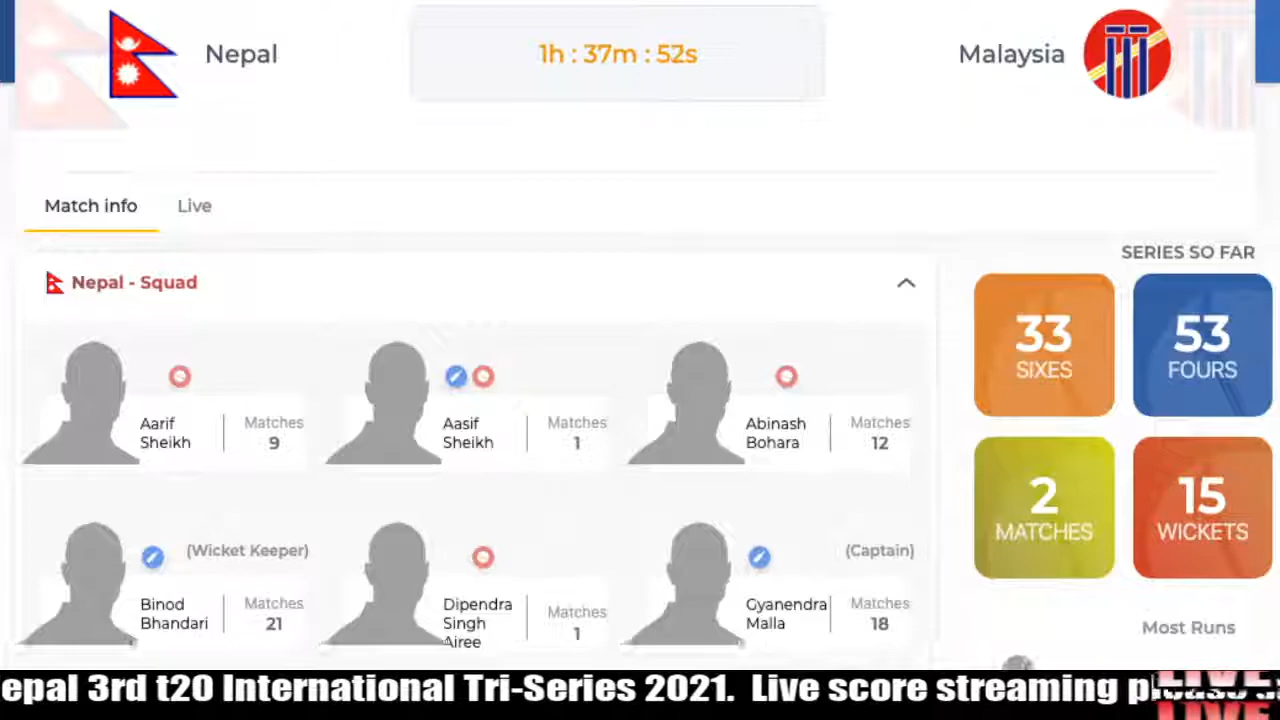 Nepal
1h : 37m : 52s
Malaysia
Match info
Live
SERIES SO FAR
Nepal - Squad
33
SIXES
53
FOURS
Aarif
Sheikh
Matches
9
Aasif
Sheikh
Matches
1
Abinash
Bohara
Matches
12
2
MATCHES
15
WICKETS
(Wicket Keeper)
Binod
Bhandari
Matches
21
Dipendra
Singh
Airee
Matches
1
(Captain)
Gyanendra
Malla
Matches
18
Most Runs
epal 3rd t20 International Tri-Series 2021. Live score streaming
LIVE
LIVE